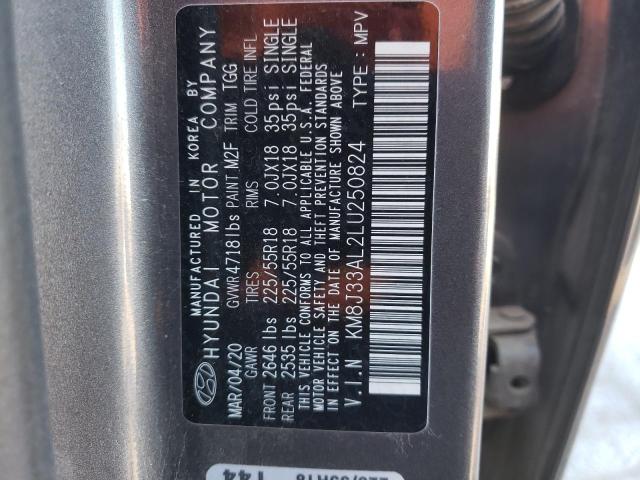 MANUFACTURED IN KOREA BY
HYUNDAI MOTOR COMPANY
MAR/04/20 GVWR 4718lbs PAINT M2F TRIM TGG
GAWR TIRES RIMS COLD TIRE INFL
FRONT 2646 lbs 225/55R18 7.0JX18 35psi SINGLE
REAR 2535 lbs 225/55R18 7.0JX18 35psi SINGLE
THIS VEHICLE CONFORMS TO ALL APPLICABLE U.S.A. FEDERAL
MOTOR VEHICLE SAFETY AND THEFT PREVENTION STANDARDS
IN EFFECT ON THE DATE OF MANUFACTURE SHOWN ABOVE
V.I.N KM8J33AL2LU250824 TYPE : MPV